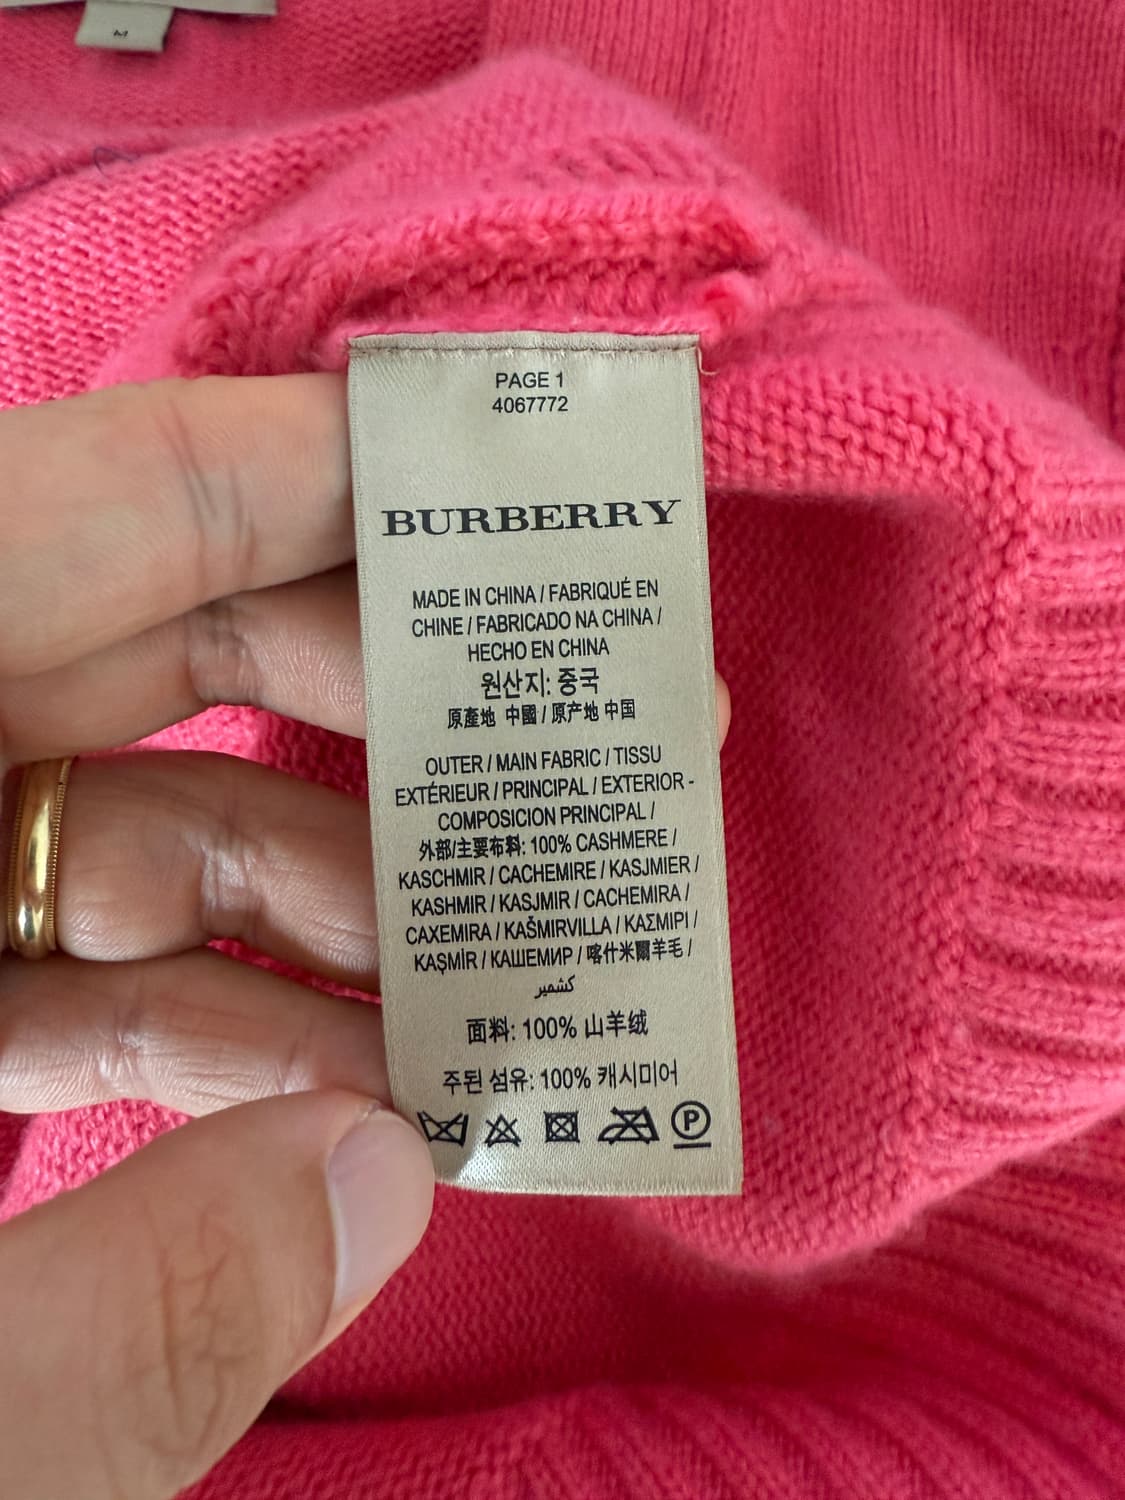 M
PAGE 1
4067772
BURBERRY
MADE IN CHINA / FABRIQUÉ EN
CHINE / FABRICADO NA CHINA /
HECHO EN CHINA
원산지: 중국
原產地 中國 / 原产地 中国
OUTER / MAIN FABRIC / TISSU
EXTÉRIEUR / PRINCIPAL / EXTERIOR -
COMPOSICION PRINCIPAL /
外部/主要布料: 100% CASHMERE /
KASCHMIR / CACHEMIRE / KASJMIER /
KASHMIR / KASJMIR / CACHEMIRA /
CAXEMIRA / KAŠMIRVILLA / ΚΑΣΜΙΡΙ /
KAŞMİR / КАШЕМИР / 喀什米爾羊毛 /
كشمير
面料: 100% 山羊绒
주된 섬유: 100% 캐시미어
P